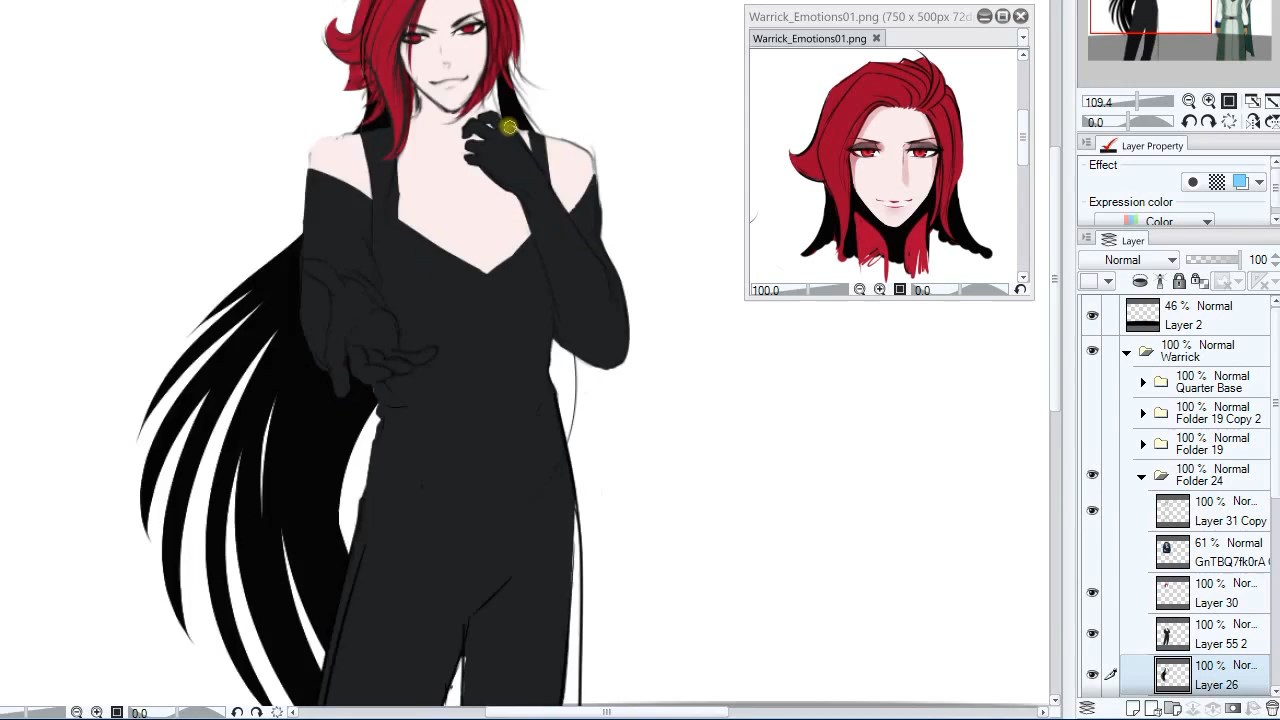 Warrick_Emotions01.png (750 x 500px 72d
Warrick_Emotions01.png
100.0
0.0
109.4
0.0
Layer Property
Effect
Expression color
Color
Layer
Normal
100
46 % Normal
Layer 2
100 % Normal
Warrick
100 % Normal
Quarter Base
100 % Normal
Folder 19 Copy 2
100 % Normal
Folder 19
100 % Normal
Folder 24
100 % Nor...
Layer 31 Copy
61 % Normal
GnTBQ7fk0rA
100 % Nor...
Layer 30
100 % Nor...
Layer 55 2
100 % Nor...
Layer 26
0.0